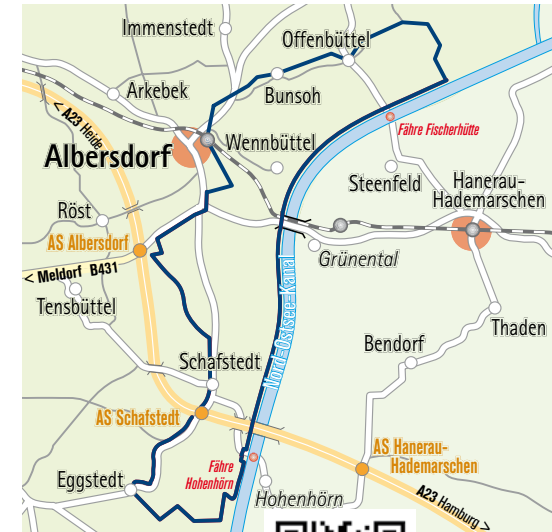 Immenstedt
Offenbüttel
Arkebek
Bunsoh
< A23 Heide
Fähre Fischerhütte
Albersdorf
Wennbüttel
Steenfeld
Hanerau-
Hademarschen
Röst
AS Albersdorf
Grünental
< Meldorf B431
Tensbüttel
Nord-Ostsee-Kanal
Thaden
Bendorf
Schafstedt
AS Schafstedt
AS Hanerau-
Hademarschen
Fähre
Hohenhörn
Eggstedt
Hohenhörn
A23 Hamburg >